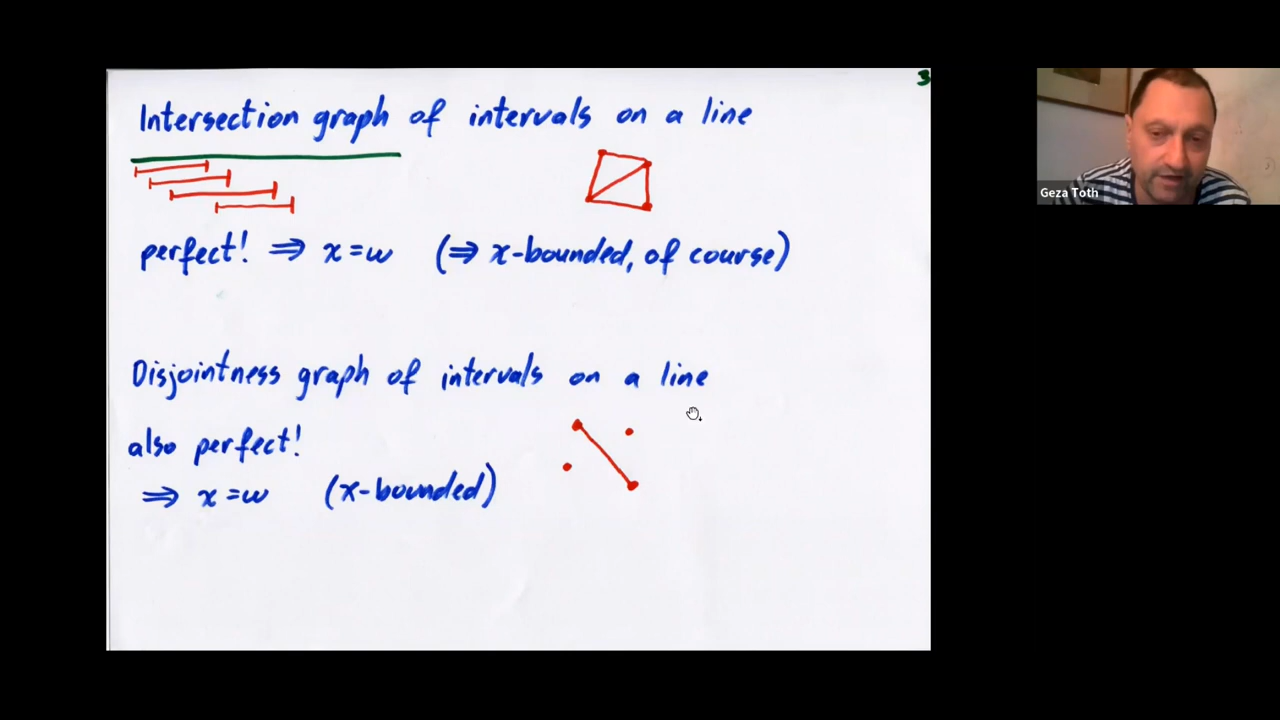 3
Intersection graph of intervals on a line
perfect! ⇒ χ=ω (⇒ χ-bounded, of course)
Disjointness graph of intervals on a line
also perfect!
⇒ χ=ω (χ-bounded)
Geza Toth